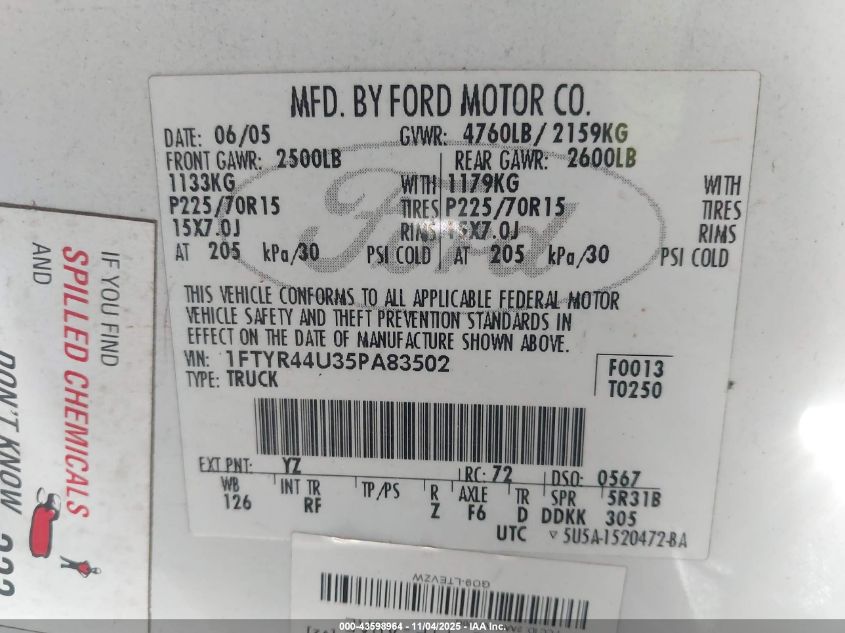 MFD. BY FORD MOTOR CO.
DATE: 06/05 GVWR: 4760LB/ 2159KG
FRONT GAWR: 2500LB REAR GAWR: 2600LB
1133KG WITH 1179KG WITH
P225/70R15 TIRES P225/70R15 TIRES
15X7.0J RIMS 15X7.0J RIMS
AT 205 kPa/30 PSI COLD AT 205 kPa/30 PSI COLD
Ford
THIS VEHICLE CONFORMS TO ALL APPLICABLE FEDERAL MOTOR
VEHICLE SAFETY AND THEFT PREVENTION STANDARDS IN
EFFECT ON THE DATE OF MANUFACTURE SHOWN ABOVE.
VIN: 1FTYR44U35PA83502
TYPE: TRUCK
F0013
T0250
EXT PNT: YZ RC: 72 DSO: 0567
WB INT TR TP/PS R AXLE TR SPR 5R31B
126 RF Z F6 D DDKK 305
UTC ▿ 5U5A-1520472-BA
IF YOU FIND
SPILLED CHEMICALS
AND
DON'T KNOW
GO9-LTEVZW
000-43598964 - 11/04/2025 - IAA Inc.